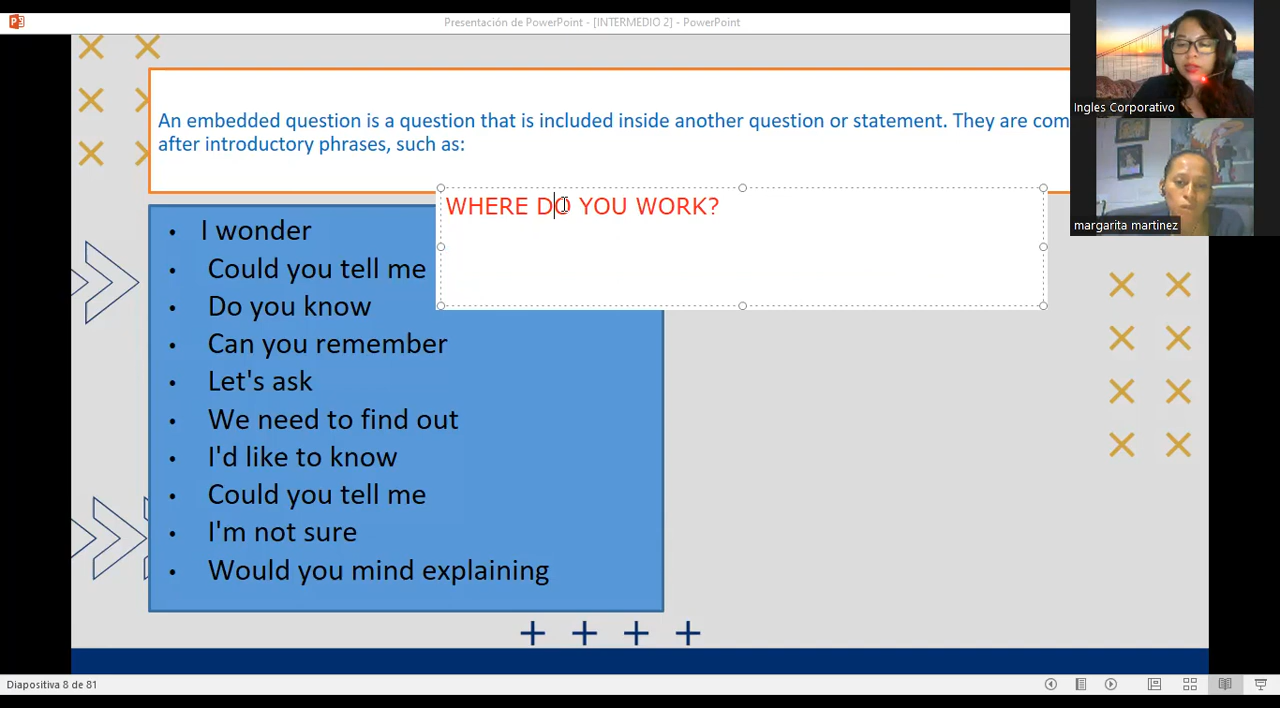 Presentación de PowerPoint - [INTERMEDIO 2] - PowerPoint
Ingles Corporativo
margarita martinez
An embedded question is a question that is included inside another question or statement. They are com
after introductory phrases, such as:
WHERE DO YOU WORK?
• I wonder
• Could you tell me
• Do you know
• Can you remember
• Let's ask
• We need to find out
• I'd like to know
• Could you tell me
• I'm not sure
• Would you mind explaining
Diapositiva 8 de 81